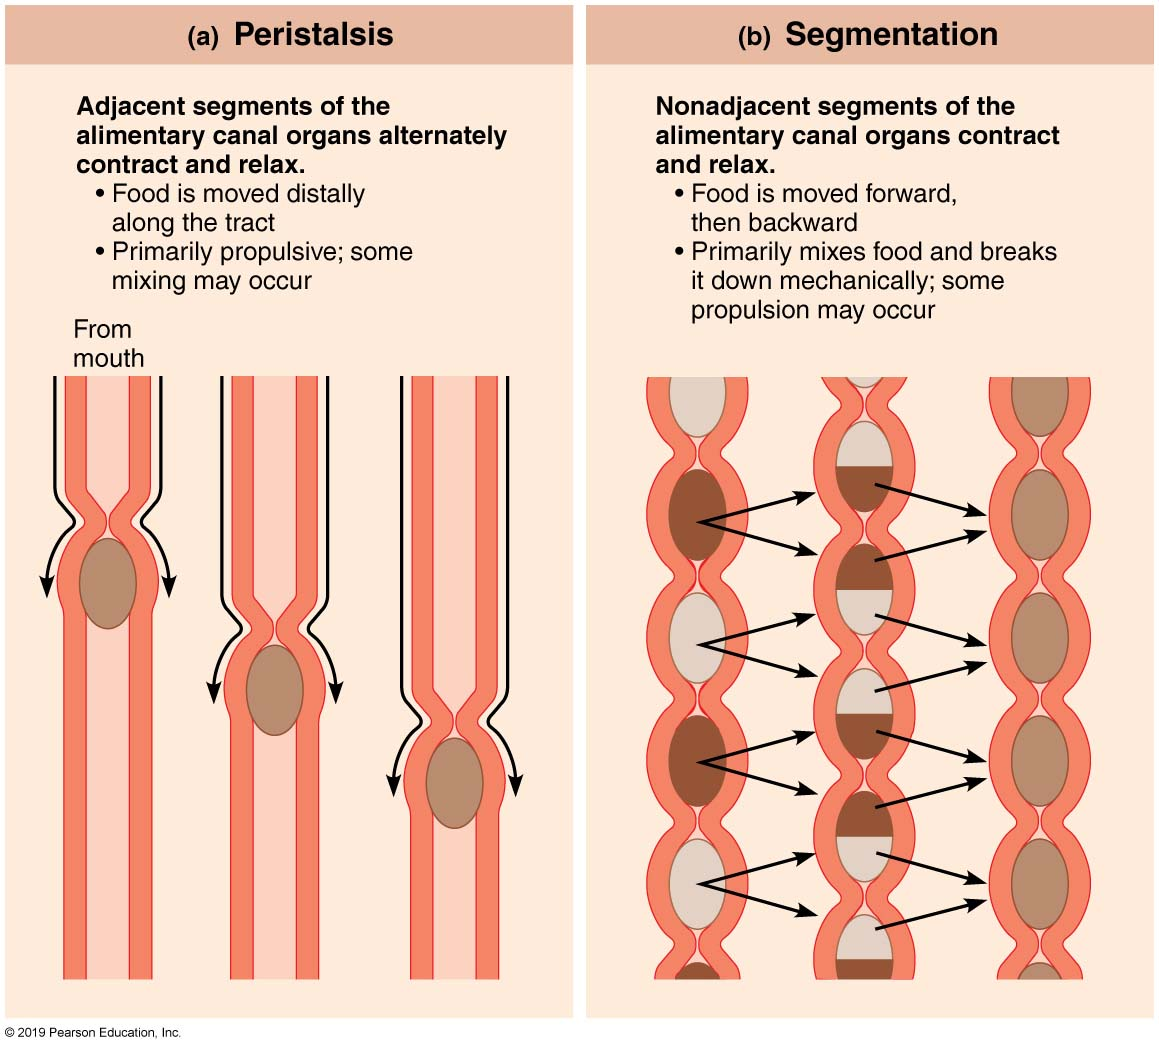 (a) Peristalsis
Adjacent segments of the
alimentary canal organs alternately
contract and relax.
• Food is moved distally
along the tract
• Primarily propulsive; some
mixing may occur
From
mouth
(b) Segmentation
Nonadjacent segments of the
alimentary canal organs contract
and relax.
• Food is moved forward,
then backward
• Primarily mixes food and breaks
it down mechanically; some
propulsion may occur
© 2019 Pearson Education, Inc.